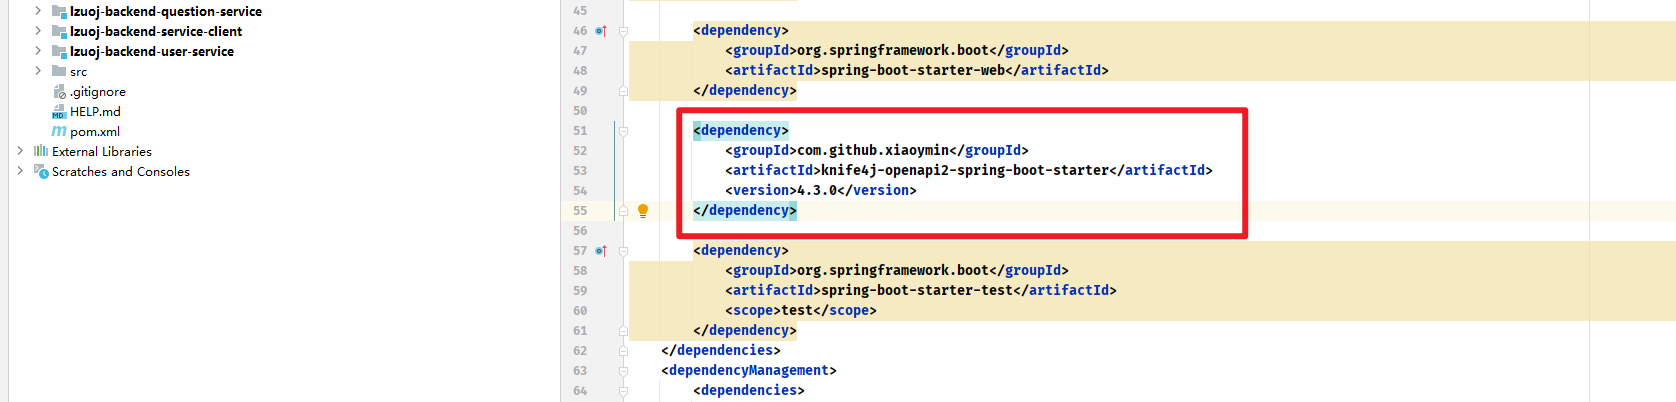 lzuoj-backend-question-service
lzuoj-backend-service-client
lzuoj-backend-user-service
src
.gitignore
MD HELP.md
m pom.xml
External Libraries
Scratches and Consoles
45
46 <dependency>
47 <groupId>org.springframework.boot</groupId>
48 <artifactId>spring-boot-starter-web</artifactId>
49 </dependency>
50
51 <dependency>
52 <groupId>com.github.xiaoymin</groupId>
53 <artifactId>knife4j-openapi2-spring-boot-starter</artifactId>
54 <version>4.3.0</version>
55 </dependency>
56
57 <dependency>
58 <groupId>org.springframework.boot</groupId>
59 <artifactId>spring-boot-starter-test</artifactId>
60 <scope>test</scope>
61 </dependency>
62 </dependencies>
63 <dependencyManagement>
64 <dependencies>